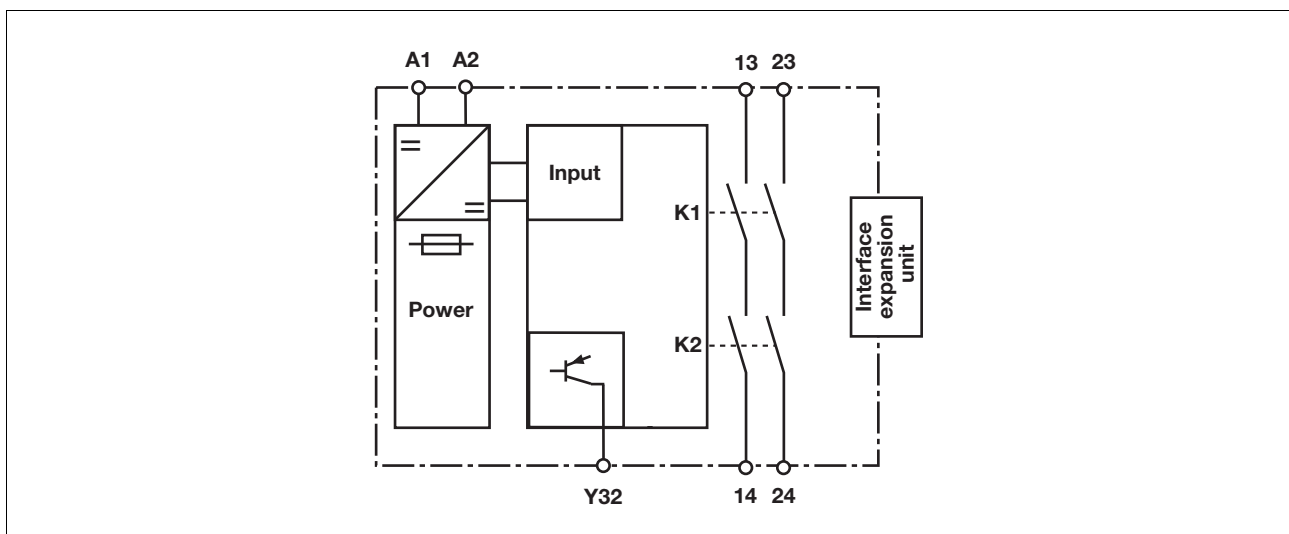 A1 A2 13 23
Input
K1
Interface
expansion
unit
Power
K2
Y32 14 24